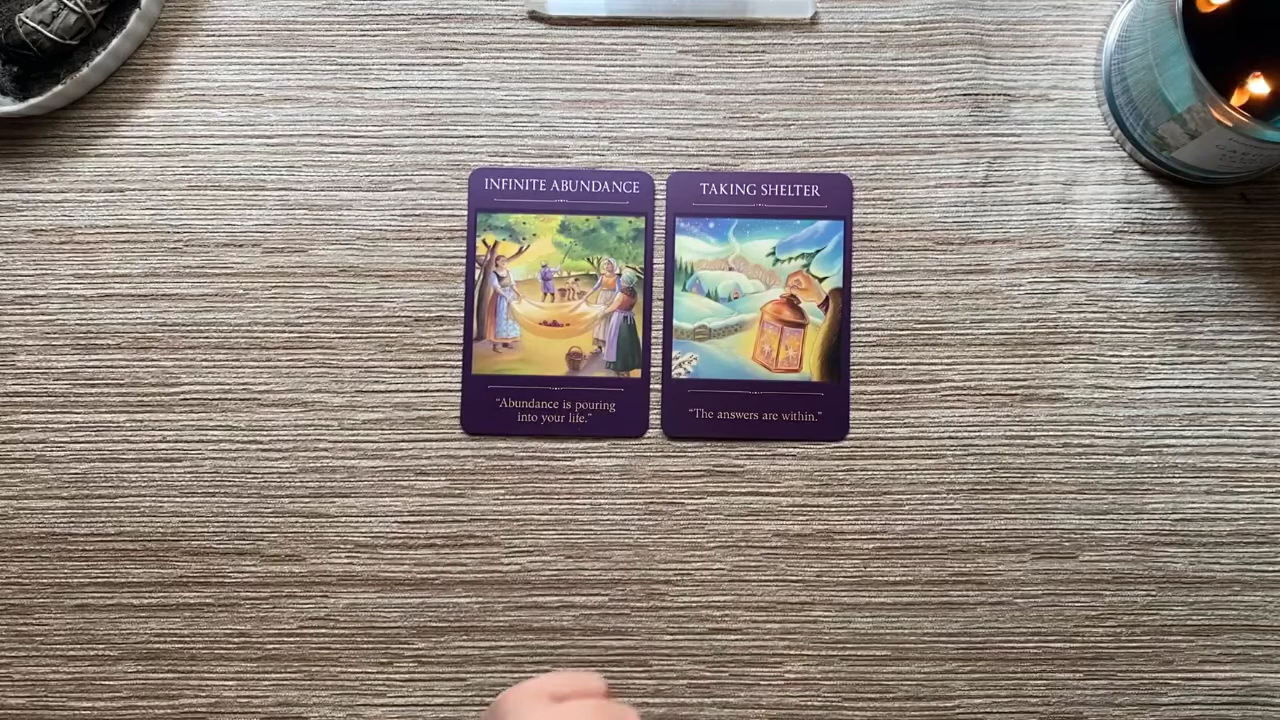 INFINITE ABUNDANCE
"Abundance is pouring
into your life."
TAKING SHELTER
"The answers are within."